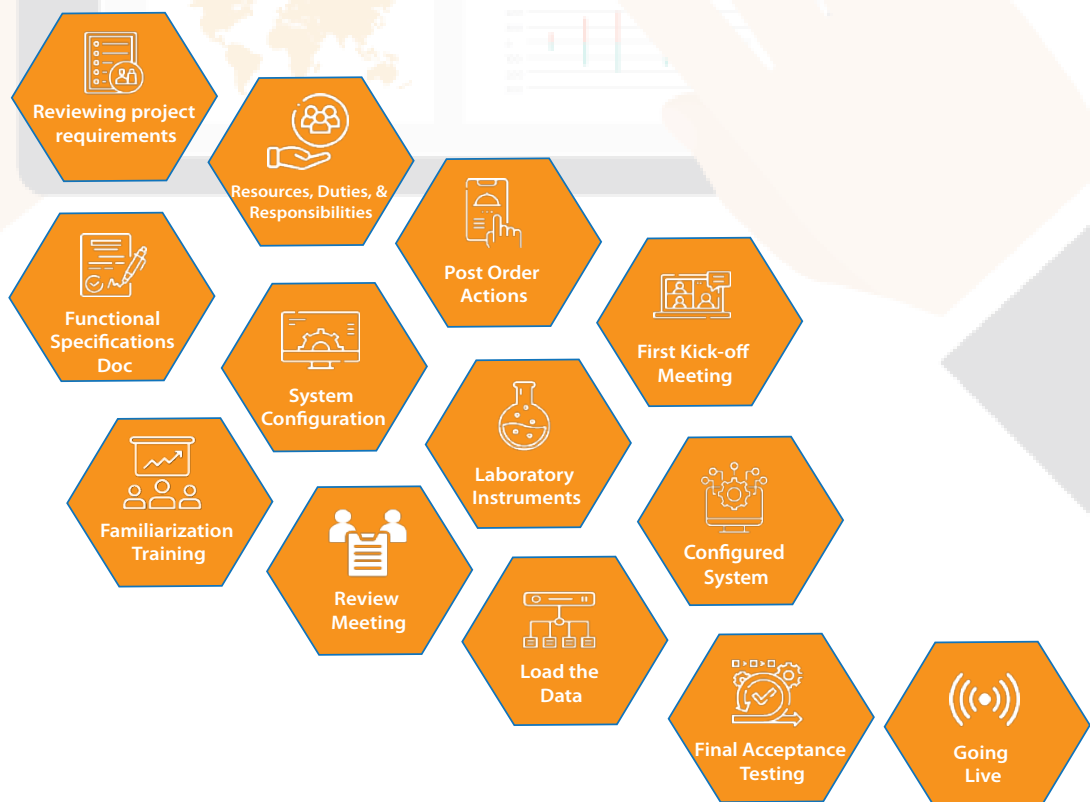 Reviewing project
requirements
Resources, Duties, &
Responsibilities
Post Order
Actions
First Kick-off
Meeting
Functional
Specifications
Doc
System
Configuration
Laboratory
Instruments
Configured
System
Familiarization
Training
Review
Meeting
Load the
Data
Final Acceptance
Testing
Going
Live